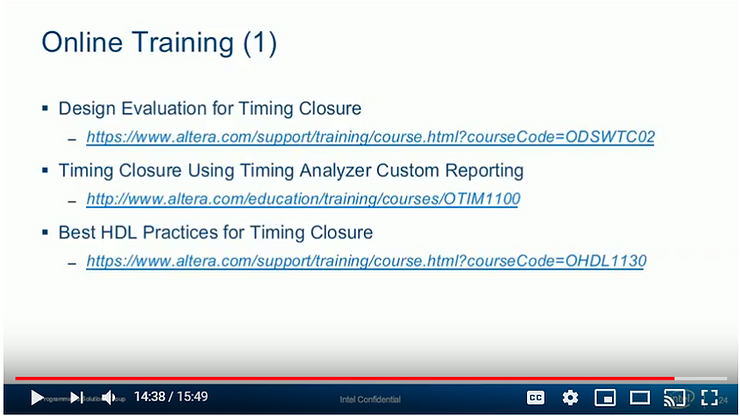 Online Training (1)
▪ Design Evaluation for Timing Closure
– https://www.altera.com/support/training/course.html?courseCode=ODSWTC02
▪ Timing Closure Using Timing Analyzer Custom Reporting
– http://www.altera.com/education/training/courses/OTIM1100
▪ Best HDL Practices for Timing Closure
– https://www.altera.com/support/training/course.html?courseCode=OHDL1130
14:38 / 15:49
Intel Confidential
CC
24